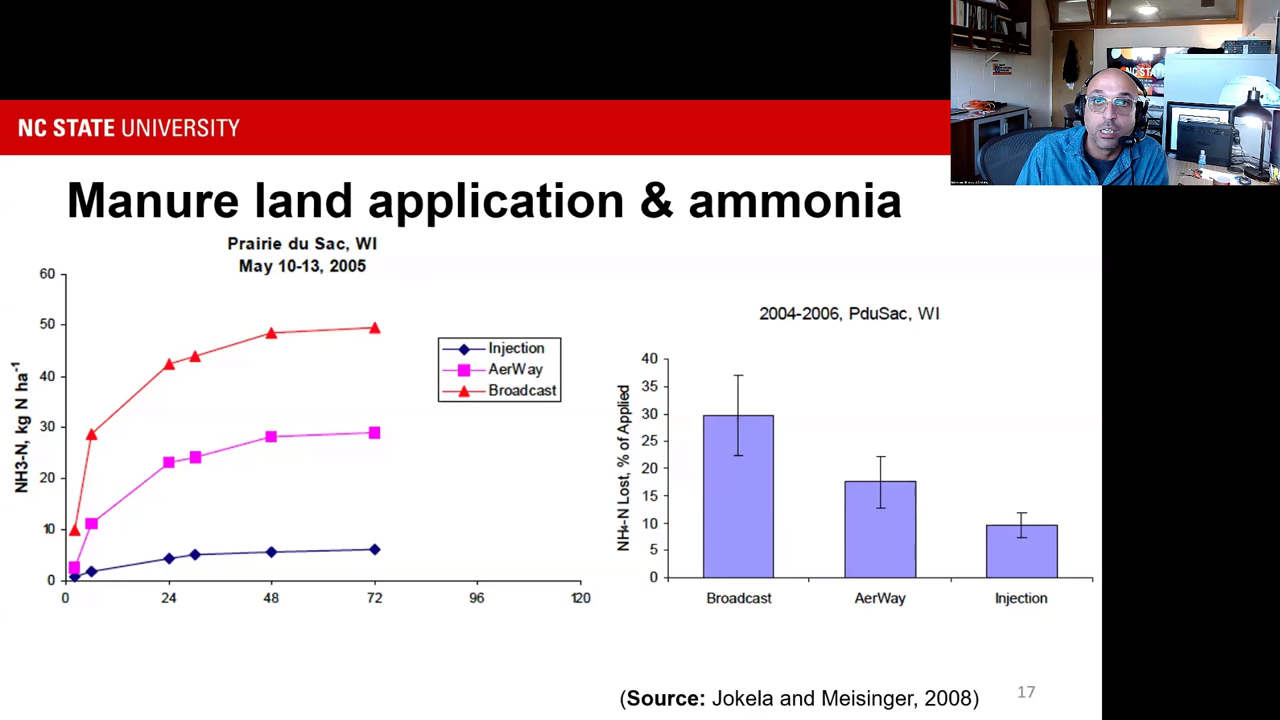 NC STATE UNIVERSITY
NC STATE
Manure land application & ammonia
Prairie du Sac, WI
May 10-13, 2005
NH3-N, kg N ha-1
60
50
40
30
20
10
0
0 24 48 72 96 120
Injection
AerWay
Broadcast
2004-2006, PduSac, WI
NH4-N Lost, % of Applied
40
35
30
25
20
15
10
5
0
Broadcast AerWay Injection
(Source: Jokela and Meisinger, 2008)
17